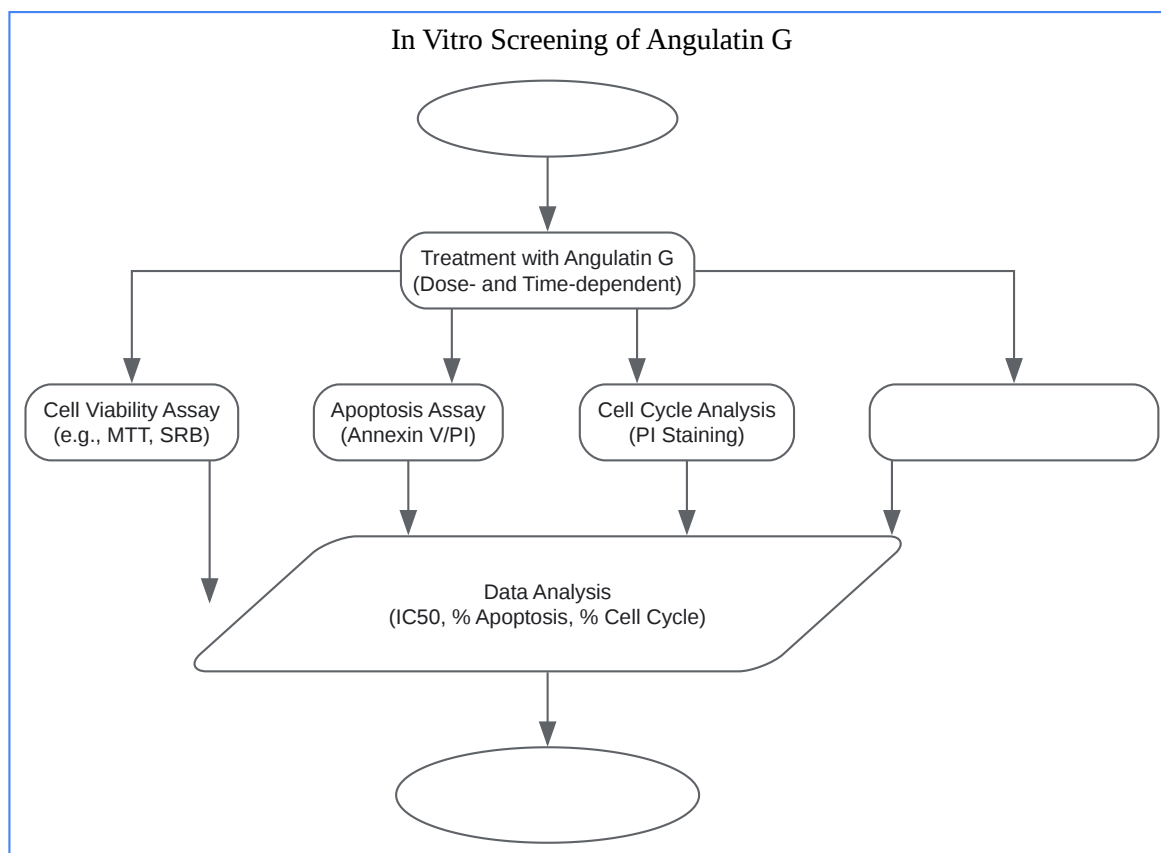 In Vitro Screening of Angulatin G
Treatment with Angulatin G
(Dose- and Time-dependent)
Cell Viability Assay
(e.g., MTT, SRB)
Apoptosis Assay
(Annexin V/PI)
Cell Cycle Analysis
(PI Staining)
Data Analysis
(IC50, % Apoptosis, % Cell Cycle)